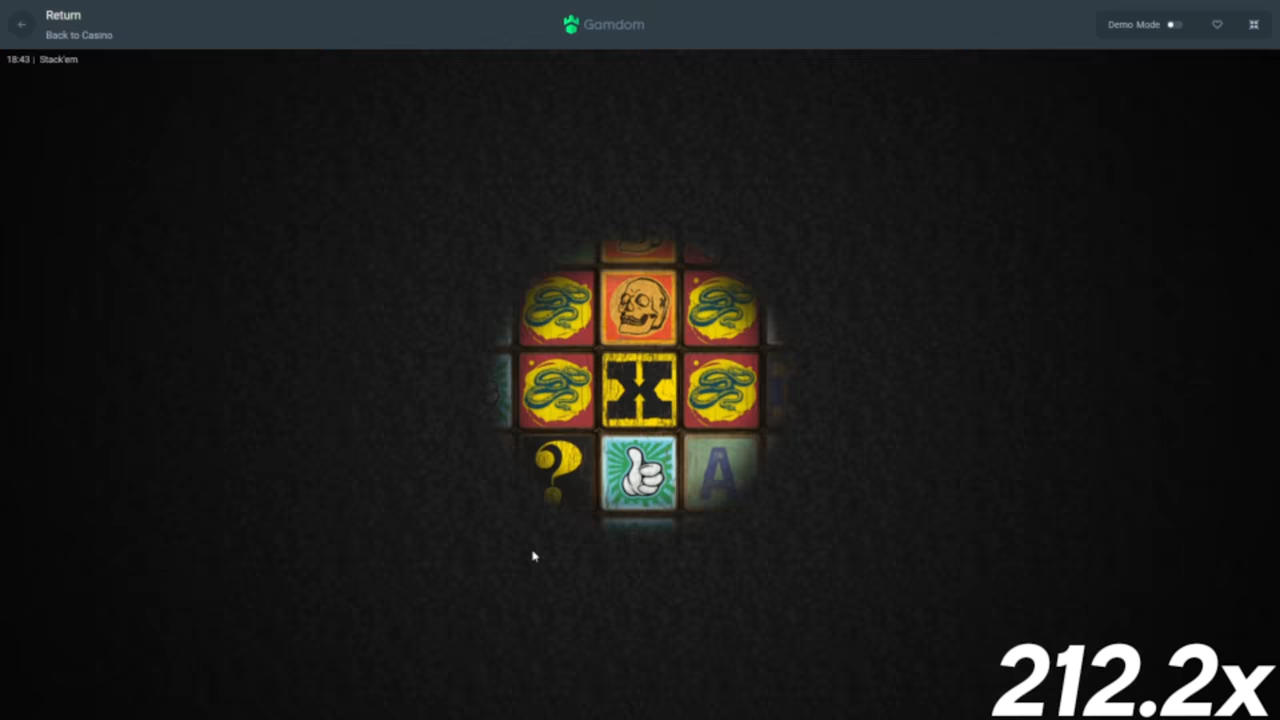 Return
Back to Casino
Gamdom
Demo Mode
18:43 | Stack'em
X
?
A
212.2x